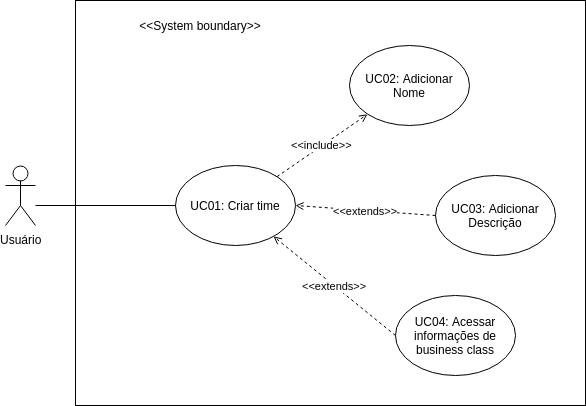 <<System boundary>>
UC02: Adicionar
Nome
<<include>>
UC01: Criar time
<<extends>>
UC03: Adicionar
Descrição
Usuário
<<extends>>
UC04: Acessar
informações de
business class